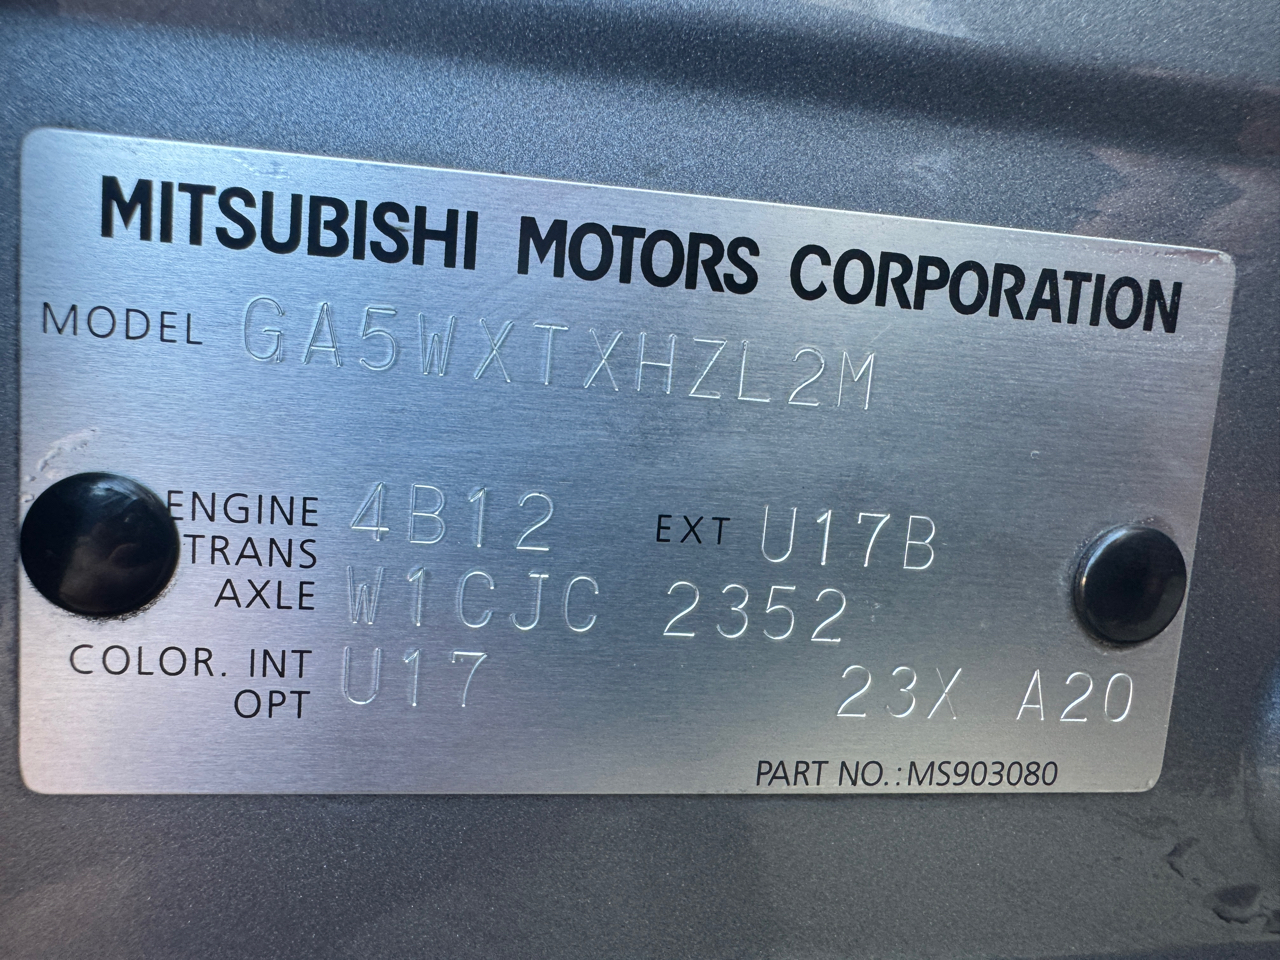 MITSUBISHI MOTORS CORPORATION
MODEL GA5WXTXHZL2M
ENGINE 4B12 EXT U17B
TRANS
AXLE W1CJC 2352
COLOR. INT U17
OPT 23X A20
PART NO.:MS903080